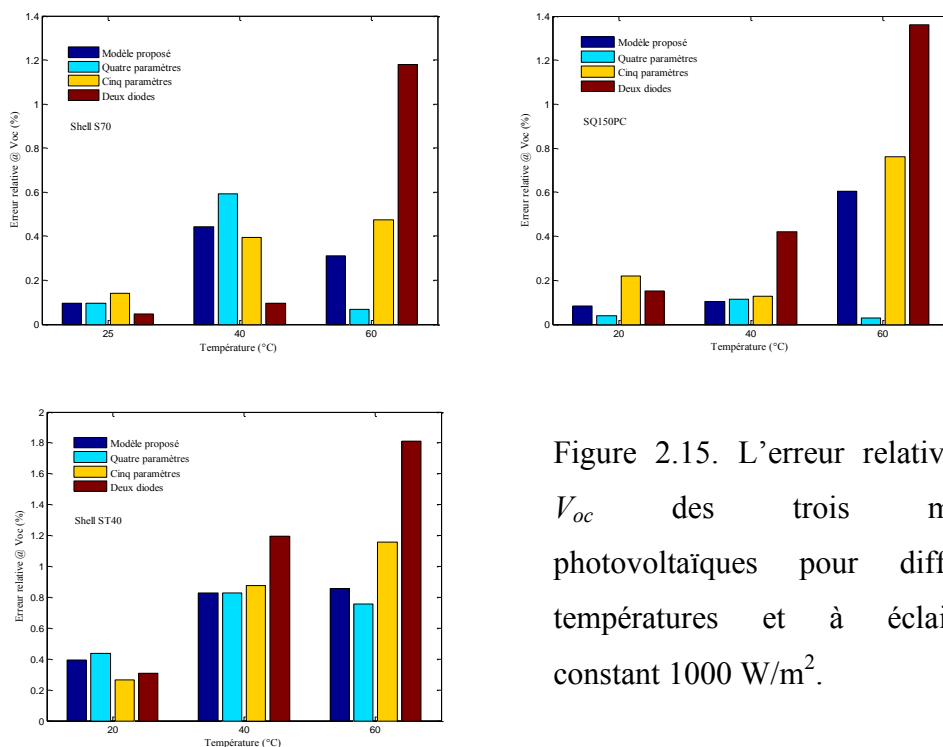 1.4
1.2
1
0.8
0.6
0.4
0.2
0
Erreur relative @ Voc (%)
Modèle proposé
Quatre paramètres
Cinq paramètres
Deux diodes
Shell S70
25 40 60
Température (°C)
1.4
1.2
1
0.8
0.6
0.4
0.2
0
Erreur relative @ Voc (%)
Modèle proposé
Quatre paramètres
Cinq paramètres
Deux diodes
SQ150PC
20 40 60
Température (°C)
2
1.8
1.6
1.4
1.2
1
0.8
0.6
0.4
0.2
0
Erreur relative @ Voc (%)
Modèle proposé
Quatre paramètres
Cinq paramètres
Deux diodes
Shell ST40
20 40 60
Température (°C)
Figure 2.15. L’erreur relativ
Voc des trois m
photovoltaïques pour diff
températures et à éclai
constant 1000 W/m².